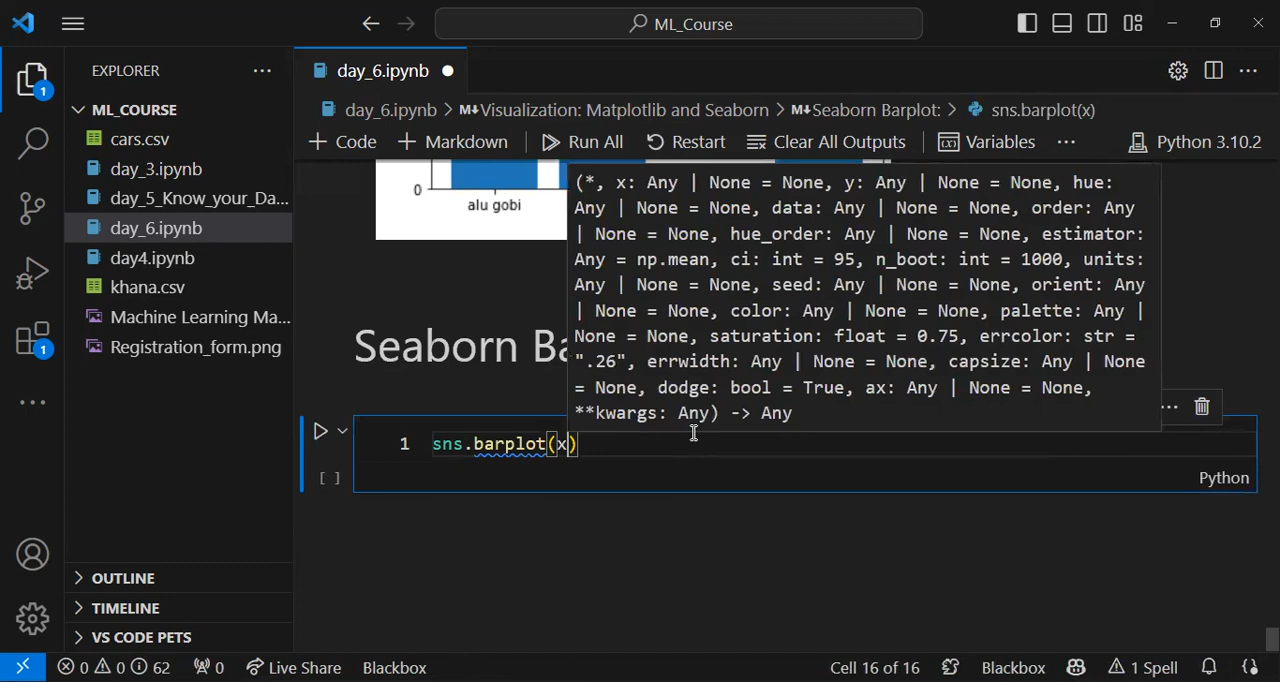 ML_Course
EXPLORER
day_6.ipynb
ML_COURSE
day_6.ipynb > M↓Visualization: Matplotlib and Seaborn > M↓Seaborn Barplot: > sns.barplot(x)
cars.csv
+ Code + Markdown Run All Restart Clear All Outputs Variables ... Python 3.10.2
day_3.ipynb
day_5_Know_your_Da...
day_6.ipynb
day4.ipynb
khana.csv
Machine Learning Ma...
Registration_form.png
1
1
0
alu gobi
(*, x: Any | None = None, y: Any | None = None, hue:
Any | None = None, data: Any | None = None, order: Any
| None = None, hue_order: Any | None = None, estimator:
Any = np.mean, ci: int = 95, n_boot: int = 1000, units:
Any | None = None, seed: Any | None = None, orient: Any
| None = None, color: Any | None = None, palette: Any |
None = None, saturation: float = 0.75, errcolor: str =
".26", errwidth: Any | None = None, capsize: Any | None
= None, dodge: bool = True, ax: Any | None = None,
**kwargs: Any) -> Any
Seaborn Ba
1 sns.barplot(x)
[ ]
Python
OUTLINE
TIMELINE
VS CODE PETS
0 0 62 0 Live Share Blackbox Cell 16 of 16 Blackbox 1 Spell